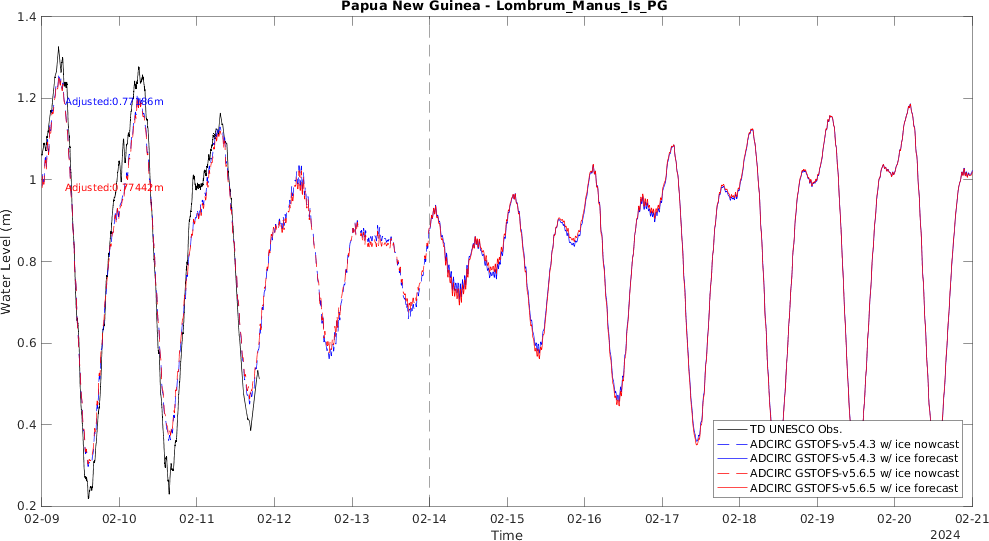 Papua New Guinea - Lombrum_Manus_Is_PG
Water Level (m)
1.4
1.2
1
0.8
0.6
0.4
0.2
Adjusted:0.77186m
Adjusted:0.77442m
TD UNESCO Obs.
ADCIRC GSTOFS-v5.4.3 w/ ice nowcast
ADCIRC GSTOFS-v5.4.3 w/ ice forecast
ADCIRC GSTOFS-v5.6.5 w/ ice nowcast
ADCIRC GSTOFS-v5.6.5 w/ ice forecast
02-09 02-10 02-11 02-12 02-13 02-14 02-15 02-16 02-17 02-18 02-19 02-20 02-21
Time
2024